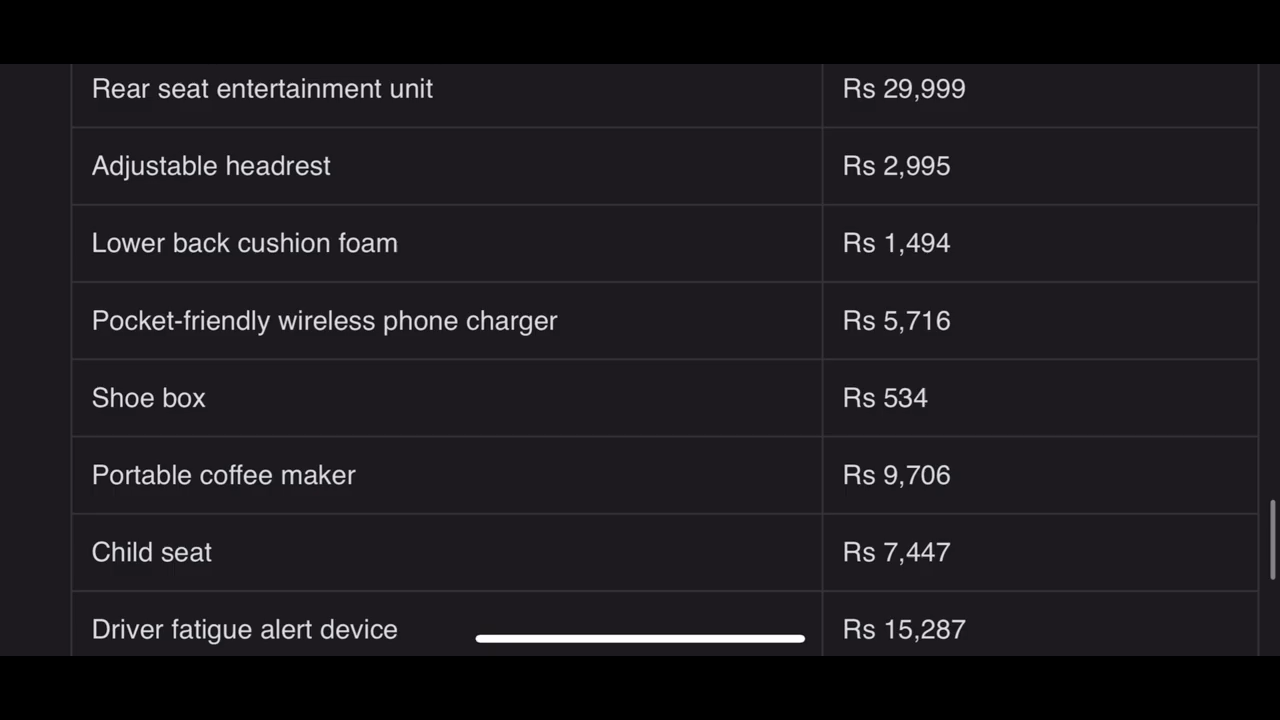 Rear seat entertainment unit Rs 29,999
Adjustable headrest Rs 2,995
Lower back cushion foam Rs 1,494
Pocket-friendly wireless phone charger Rs 5,716
Shoe box Rs 534
Portable coffee maker Rs 9,706
Child seat Rs 7,447
Driver fatigue alert device Rs 15,287